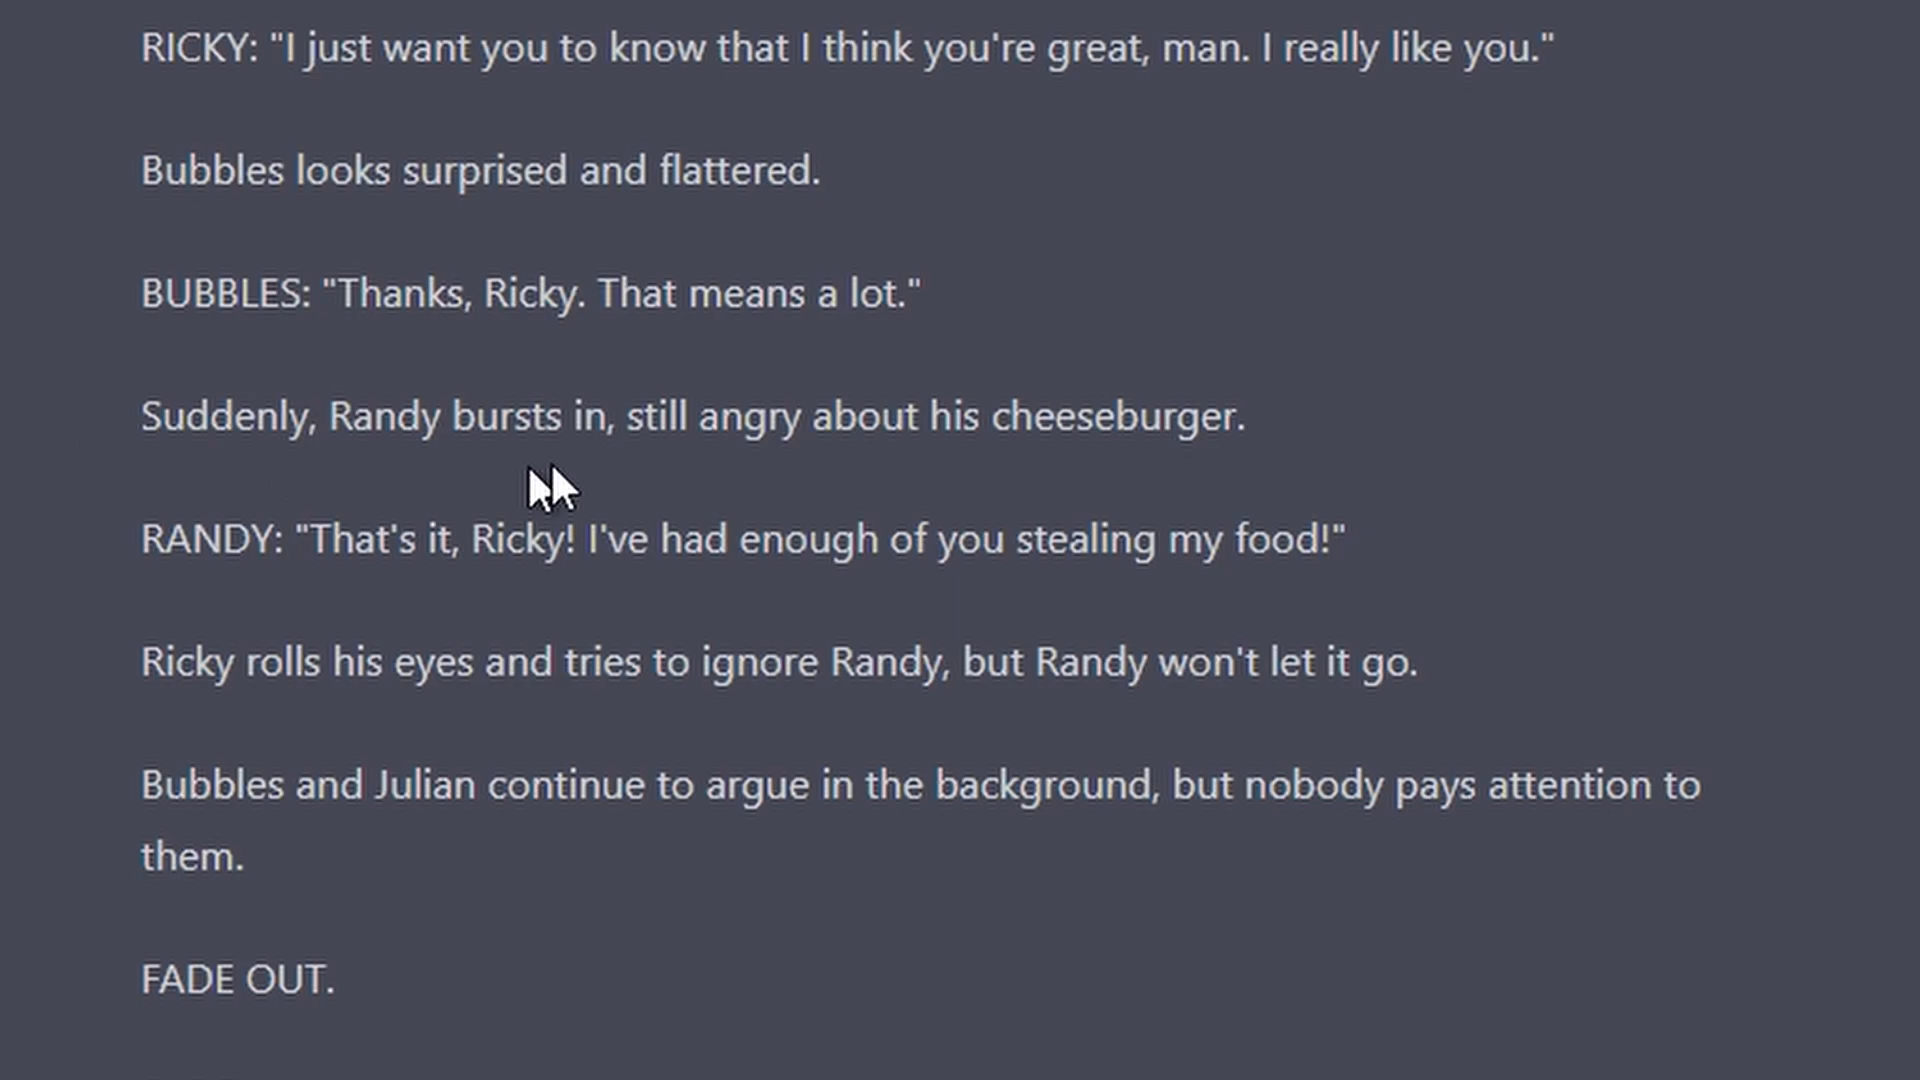 RICKY: "I just want you to know that I think you're great, man. I really like you."
Bubbles looks surprised and flattered.
BUBBLES: "Thanks, Ricky. That means a lot."
Suddenly, Randy bursts in, still angry about his cheeseburger.
RANDY: "That's it, Ricky! I've had enough of you stealing my food!"
Ricky rolls his eyes and tries to ignore Randy, but Randy won't let it go.
Bubbles and Julian continue to argue in the background, but nobody pays attention to
them.
FADE OUT.